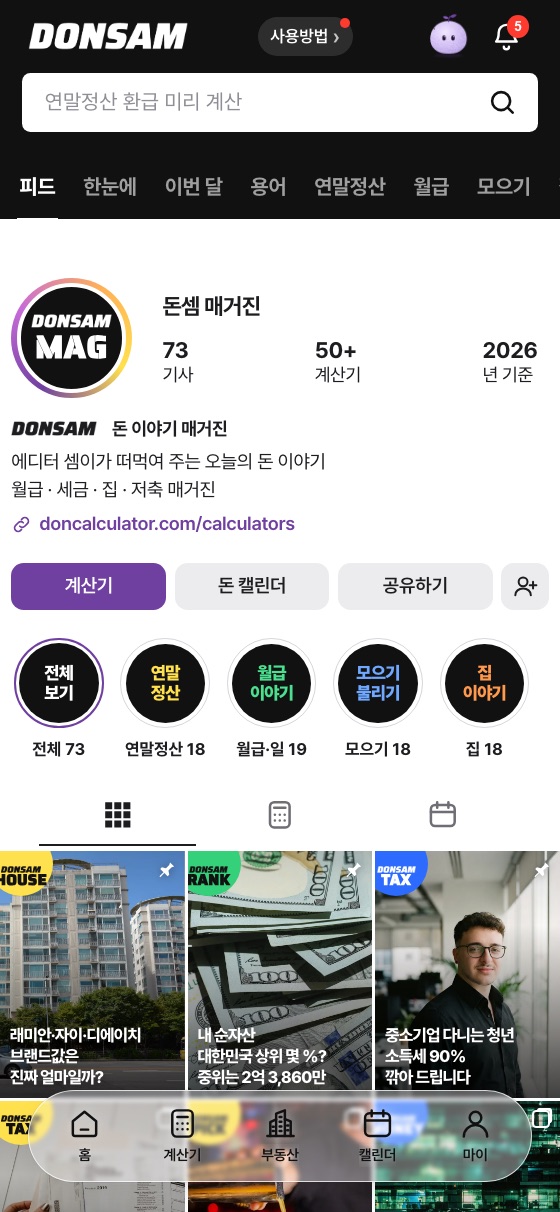 DONSAM
사용방법 ›
5
연말정산 환급 미리 계산
피드 한눈에 이번 달 용어 연말정산 월급 모으기
DONSAM
MAG
돈셈 매거진
73 50+ 2026
기사 계산기 년 기준
DONSAM 돈 이야기 매거진
에디터 셈이가 떠먹여 주는 오늘의 돈 이야기
월급 · 세금 · 집 · 저축 매거진
doncalculator.com/calculators
계산기 돈 캘린더 공유하기
전체 연말 월급 모으기 집
보기 정산 이야기 불리기 이야기
전체 73 연말정산 18 월급·일 19 모으기 18 집 18
DONSAM DONSAM DONSAM
HOUSE RANK TAX
래미안·자이·디에이치
브랜드값은
진짜 얼마일까?
내 순자산
대한민국 상위 몇 %?
중위는 2억 3,860만
중소기업 다니는 청년
소득세 90%
깎아 드립니다
DONSAM
TAX
홈 계산기 부동산 캘린더 마이